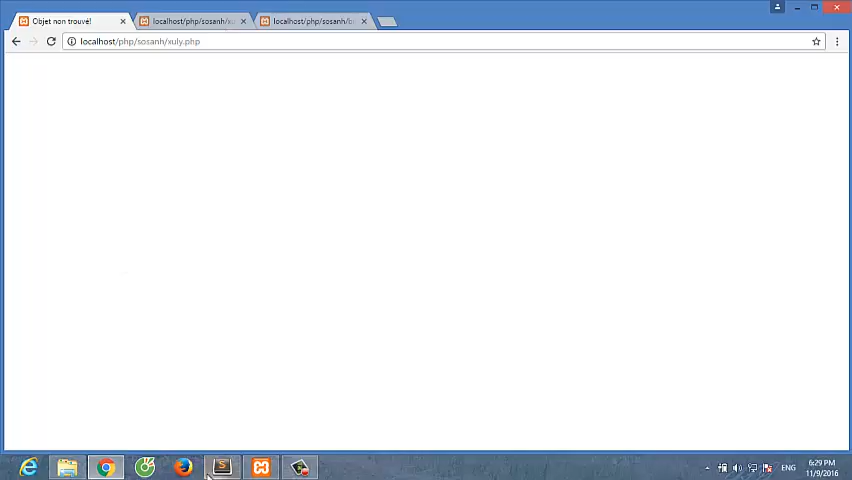 Objet non trouvé!
localhost/php/sosanh/xu
localhost/php/sosanh/b
localhost/php/sosanh/xuly.php
ENG
6:29 PM
11/9/2016